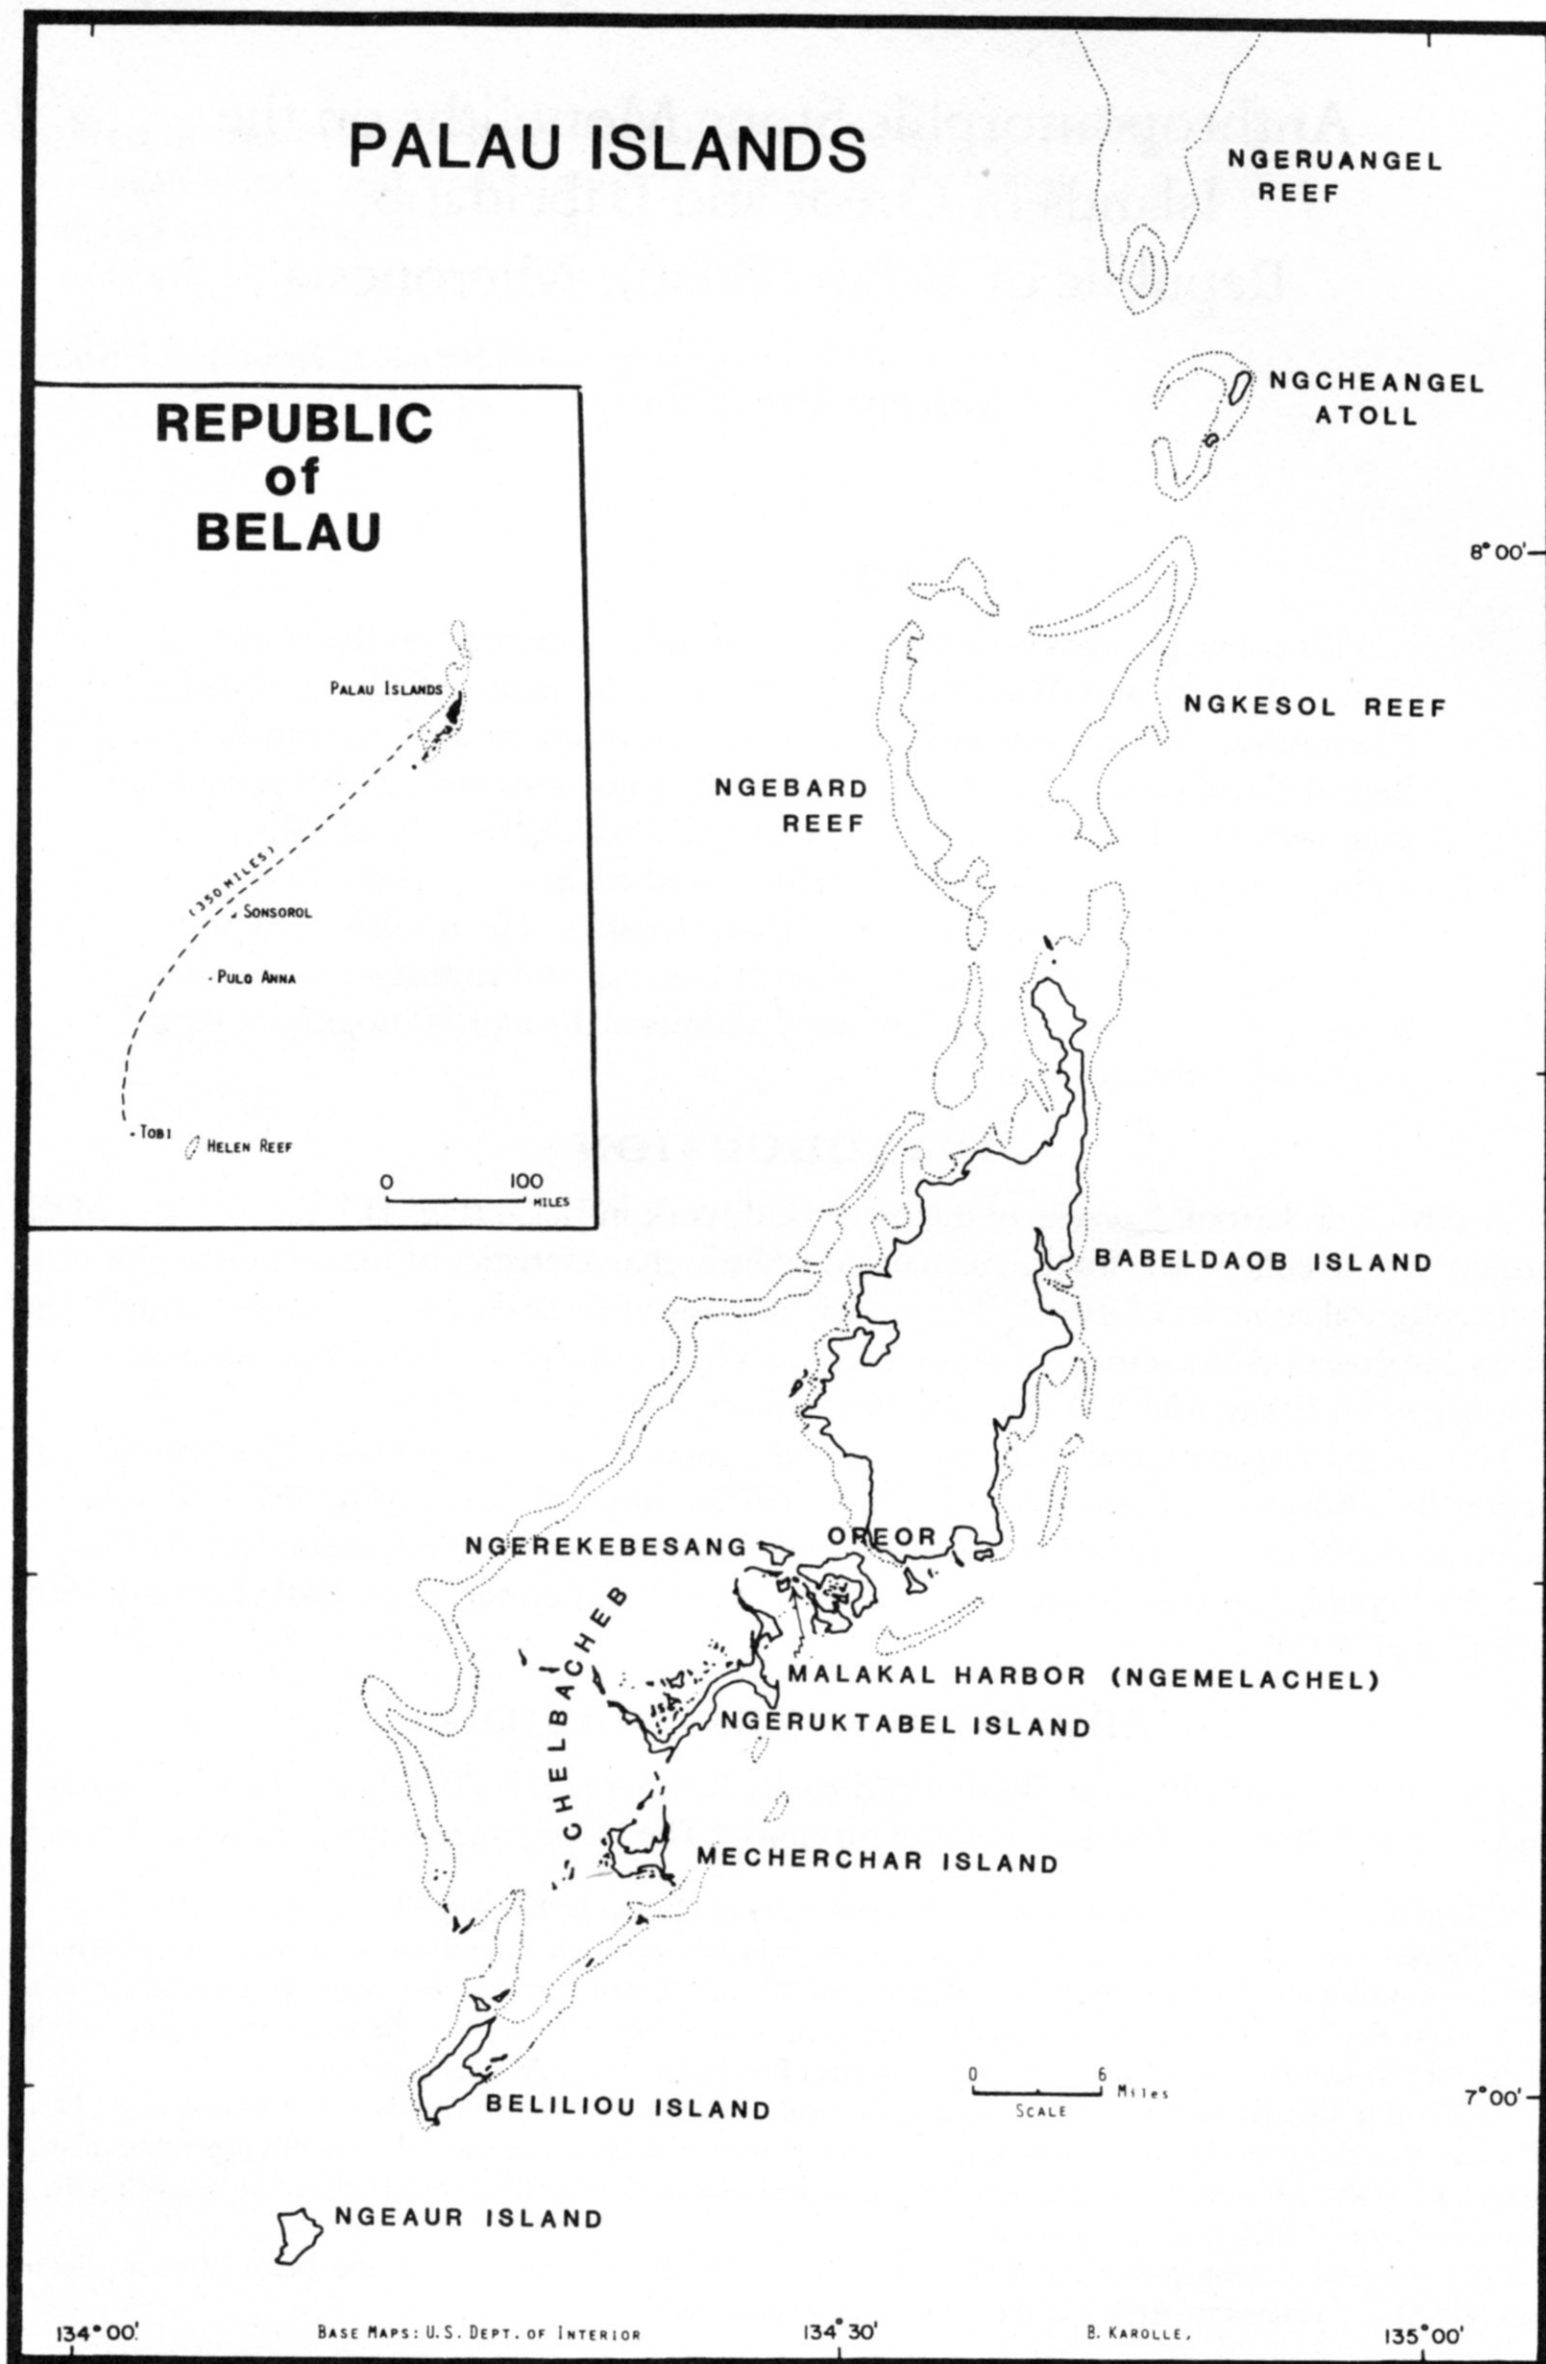 PALAU ISLANDS
NGERUANGEL
REEF
NGCHEANGEL
ATOLL
REPUBLIC
of
BELAU
8°00'
PALAU ISLANDS
NGKESOL REEF
NGEBARD
REEF
(350 MILES)
SONSOROL
PULO ANNA
TOBI
HELEN REEF
0 100
MILES
BABELDAOB ISLAND
NGEREKEBESANG
OREOR
CHELBACHEB
MALAKAL HARBOR (NGEMELACHEL)
NGERUKTABEL ISLAND
MECHERCHAR ISLAND
0 6
Miles
SCALE
7°00'
BELILIOU ISLAND
NGEAUR ISLAND
134°00'
BASE MAPS: U.S. DEPT. OF INTERIOR
134°30'
B. KAROLLE,
135°00'